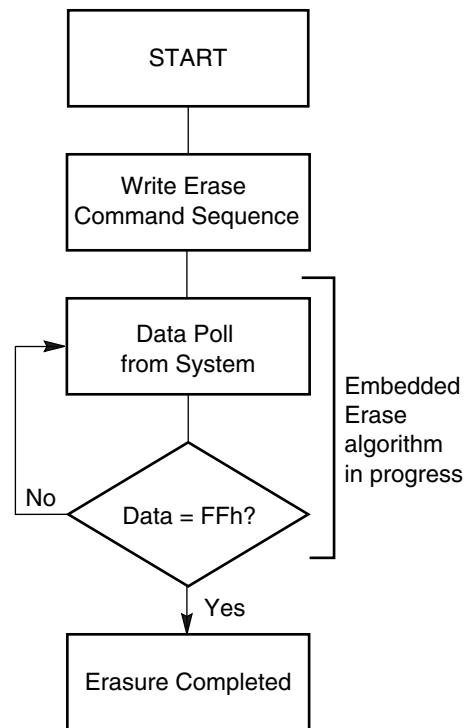 START
Write Erase
Command Sequence
Data Poll
from System
Embedded
Erase
algorithm
in progress
No
Data = FFh?
Yes
Erasure Completed